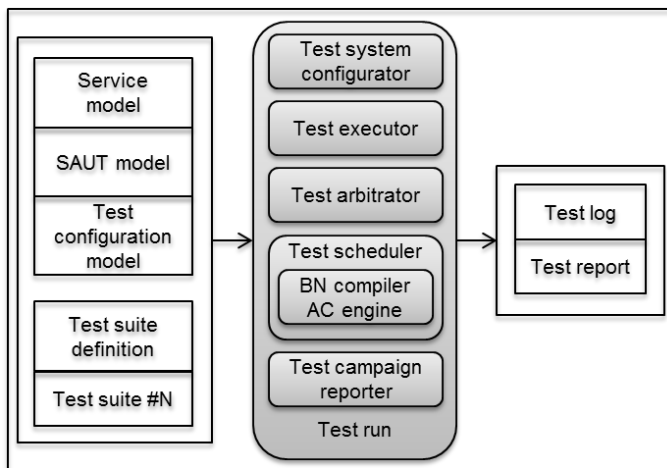 Service
model
SAUT model
Test
configuration
model
Test suite
definition
Test suite #N
Test system
configurator
Test executor
Test arbitrator
Test scheduler
BN compiler
AC engine
Test campaign
reporter
Test run
Test log
Test report